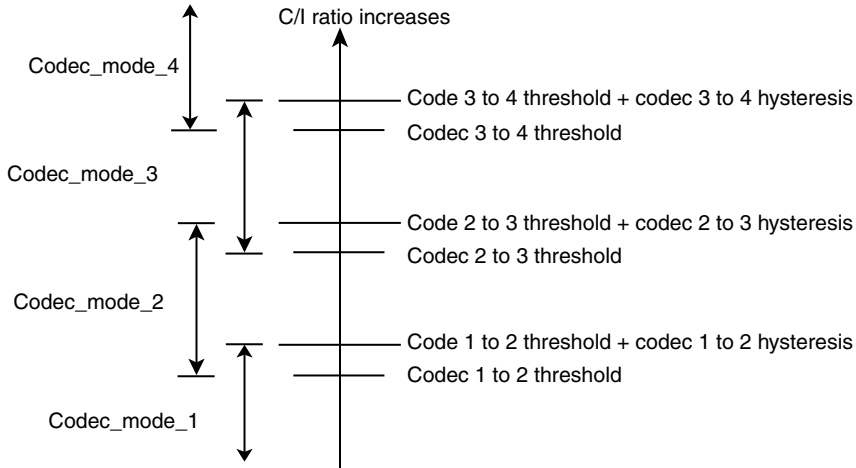 C/I ratio increases
Codec_mode_4
Code 3 to 4 threshold + codec 3 to 4 hysteresis
Codec 3 to 4 threshold
Codec_mode_3
Code 2 to 3 threshold + codec 2 to 3 hysteresis
Codec 2 to 3 threshold
Codec_mode_2
Code 1 to 2 threshold + codec 1 to 2 hysteresis
Codec 1 to 2 threshold
Codec_mode_1